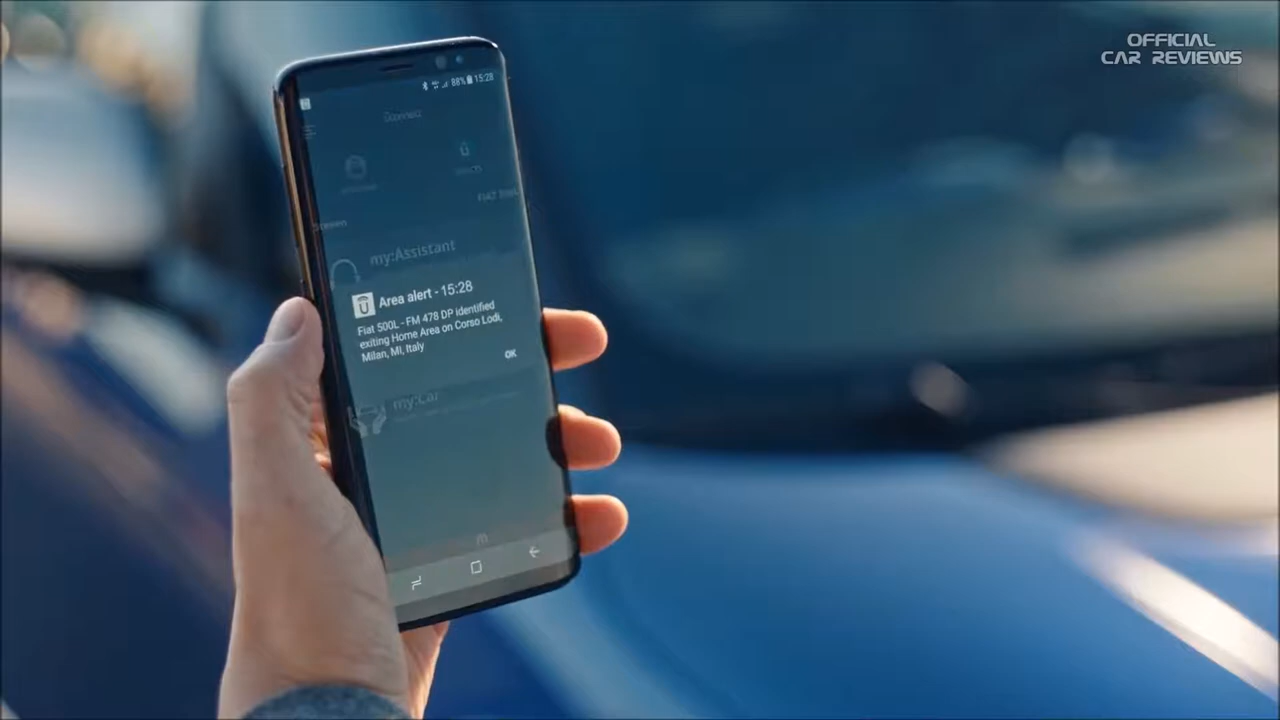 OFFICIAL
CAR REVIEWS
88% 15:28
my:Assistant
Area alert - 15:28
Fiat 500L - FM 478 DP identified
exiting Home Area on Corso Lodi,
Milan, MI, Italy
OK
my:Car